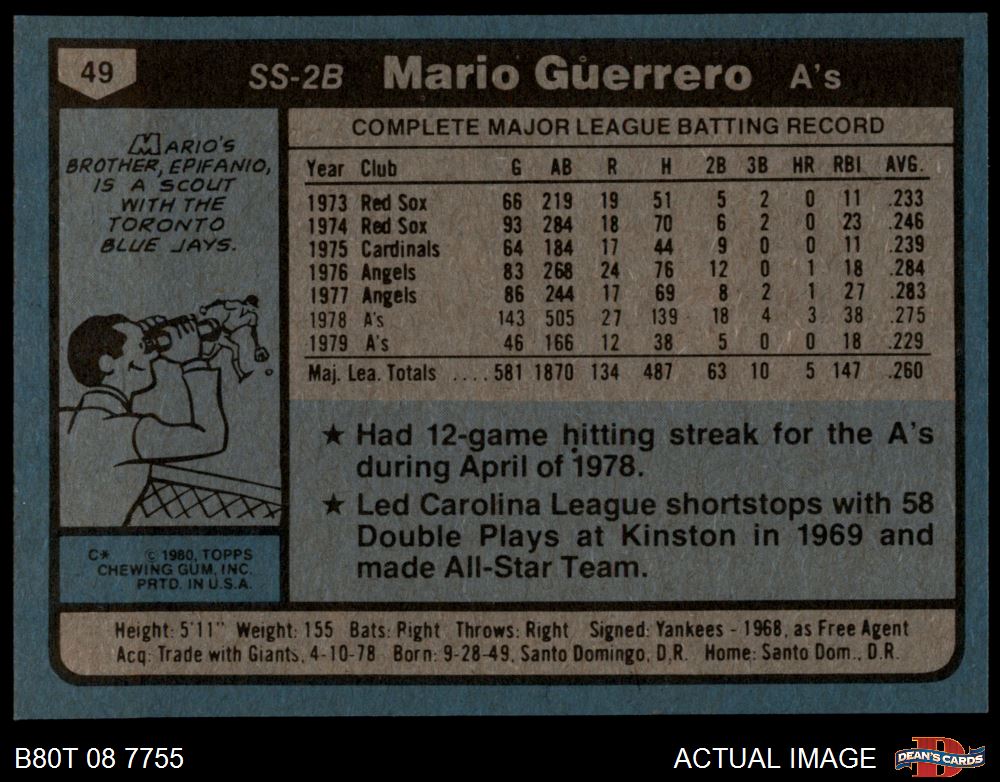 49 SS-2B Mario Guerrero A's
MARIO'S
BROTHER, EPIFANIO,
IS A SCOUT
WITH THE
TORONTO
BLUE JAYS.
C* © 1980, TOPPS
CHEWING GUM, INC.
PRTD. IN U.S.A.
COMPLETE MAJOR LEAGUE BATTING RECORD
Year Club G AB R H 2B 3B HR RBI AVG.
1973 Red Sox 66 219 19 51 5 2 0 11 .233
1974 Red Sox 93 284 18 70 6 2 0 23 .246
1975 Cardinals 64 184 17 44 9 0 0 11 .239
1976 Angels 83 268 24 76 12 0 1 18 .284
1977 Angels 86 244 17 69 8 2 1 27 .283
1978 A's 143 505 27 139 18 4 3 38 .275
1979 A's 46 166 12 38 5 0 0 18 .229
Maj. Lea. Totals .... 581 1870 134 487 63 10 5 147 .260
★ Had 12-game hitting streak for the A's
during April of 1978.
★ Led Carolina League shortstops with 58
Double Plays at Kinston in 1969 and
made All-Star Team.
Height: 5'11" Weight: 155 Bats: Right Throws: Right Signed: Yankees - 1968, as Free Agent
Acq: Trade with Giants, 4-10-78 Born: 9-28-49, Santo Domingo, D.R. Home: Santo Dom., D.R.
B80T 08 7755 ACTUAL IMAGE D DEAN'S CARDS